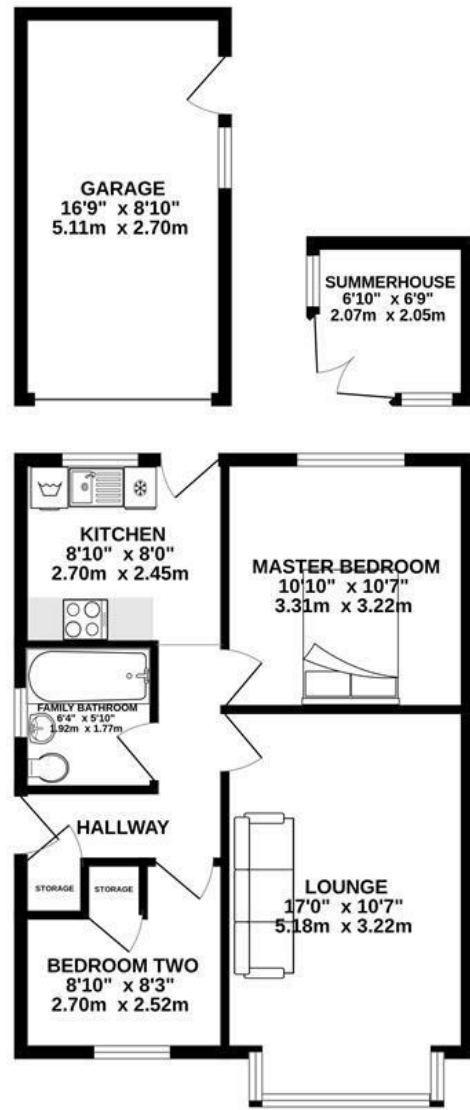 GARAGE
16'9" x 8'10"
5.11m x 2.70m
SUMMERHOUSE
6'10" x 6'9"
2.07m x 2.05m
KITCHEN
8'10" x 8'0"
2.70m x 2.45m
MASTER BEDROOM
10'10" x 10'7"
3.31m x 3.22m
FAMILY BATHROOM
6'4" x 5'10"
1.92m x 1.77m
HALLWAY
STORAGE
STORAGE
LOUNGE
17'0" x 10'7"
5.18m x 3.22m
BEDROOM TWO
8'10" x 8'3"
2.70m x 2.52m